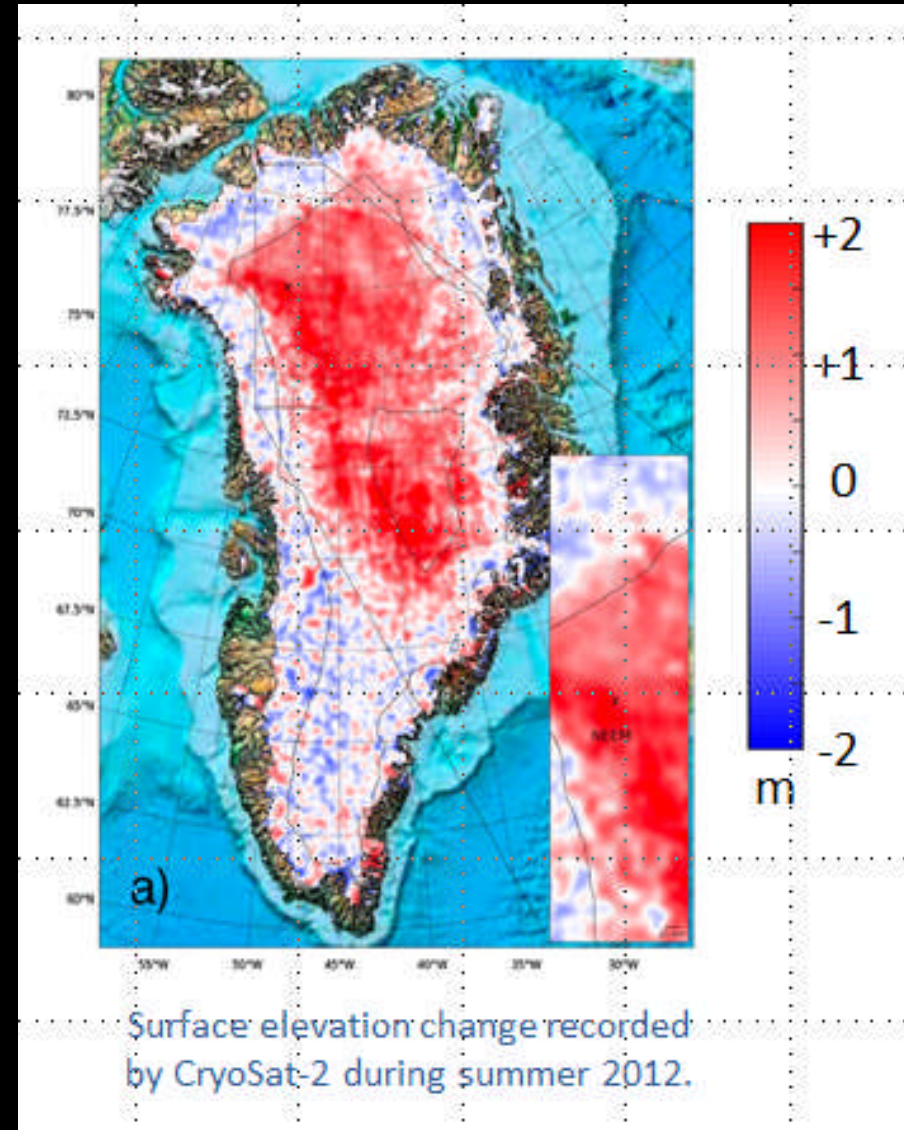 80°N
77.5°N
75°N
72.5°N
70°N
67.5°N
65°N
62.5°N
60°N
55°W 50°W 45°W 40°W 35°W 30°W
a)
NEEM
+2
+1
0
-1
-2
m
Surface elevation change recorded
by CryoSat-2 during summer 2012.